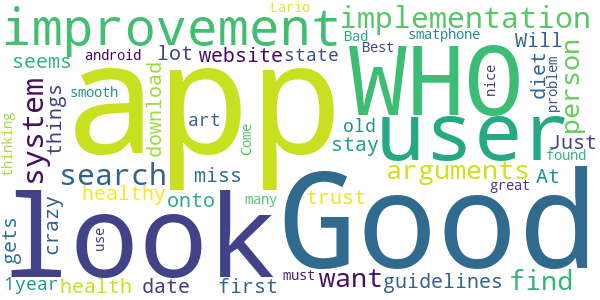 Lario
improvement
implementation
Bad
smatphone
android
lot
website
state
Best
Will
seems
app
WHO
nice
diet
problem
person
smooth
download
system
things
art
Come
old
user
Just
stay
found
thinking
search
miss
arguments
At
great
look
Good
healthy
onto
many
trust
crazy
gets
use
1year
health
date
first
must
want
guidelines
find